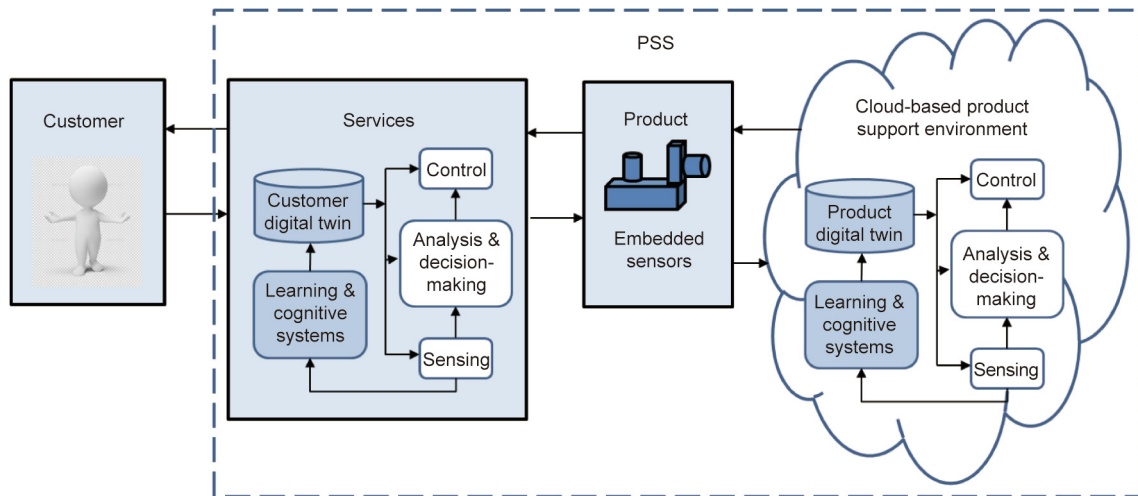 PSS
Customer
Services
Customer
digital twin
Control
Analysis &
decision-
making
Learning &
cognitive
systems
Sensing
Product
Embedded
sensors
Cloud-based product
support environment
Product
digital twin
Control
Analysis &
decision-
making
Learning &
cognitive
systems
Sensing